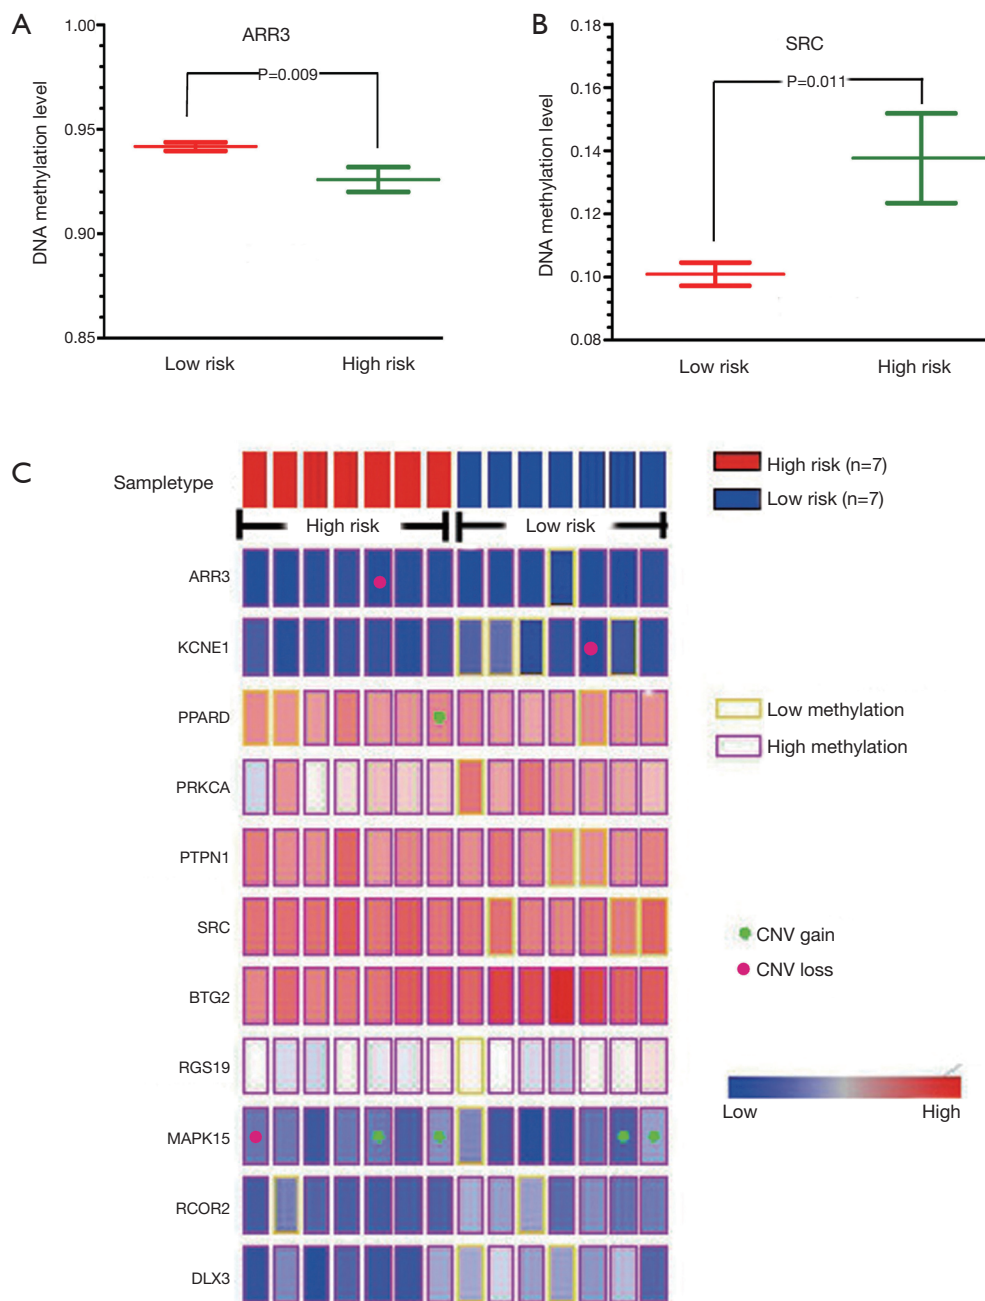 A
ARR3
P=0.009
DNA methylation level
1.00
0.95
0.90
0.85
Low risk
High risk
B
SRC
P=0.011
DNA methylation level
0.18
0.16
0.14
0.12
0.10
0.08
Low risk
High risk
C
Sampletype
High risk
Low risk
High risk (n=7)
Low risk (n=7)
ARR3
KCNE1
PPARD
PRKCA
PTPN1
SRC
BTG2
RGS19
MAPK15
RCOR2
DLX3
Low methylation
High methylation
CNV gain
CNV loss
Low
High